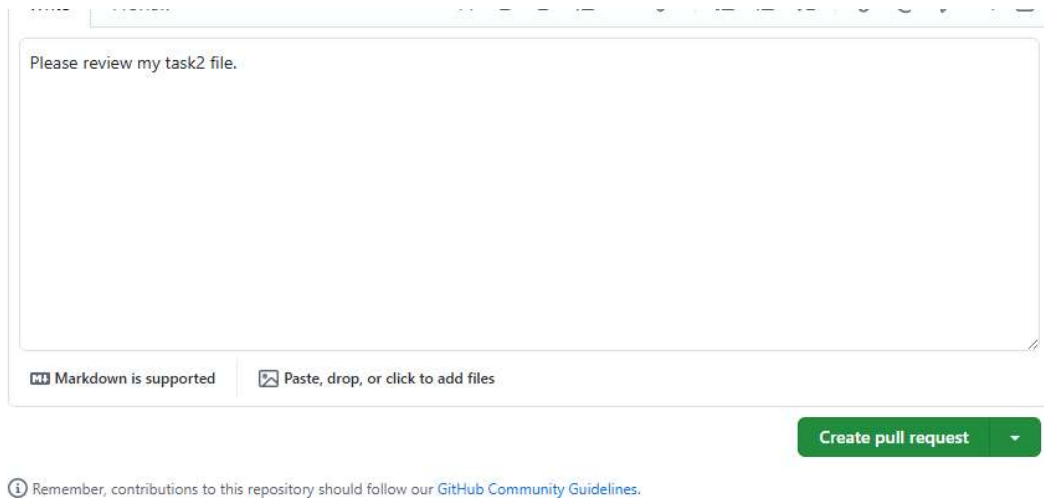 Please review my task2 file.
Markdown is supported
Paste, drop, or click to add files
Create pull request
Remember, contributions to this repository should follow our GitHub Community Guidelines.